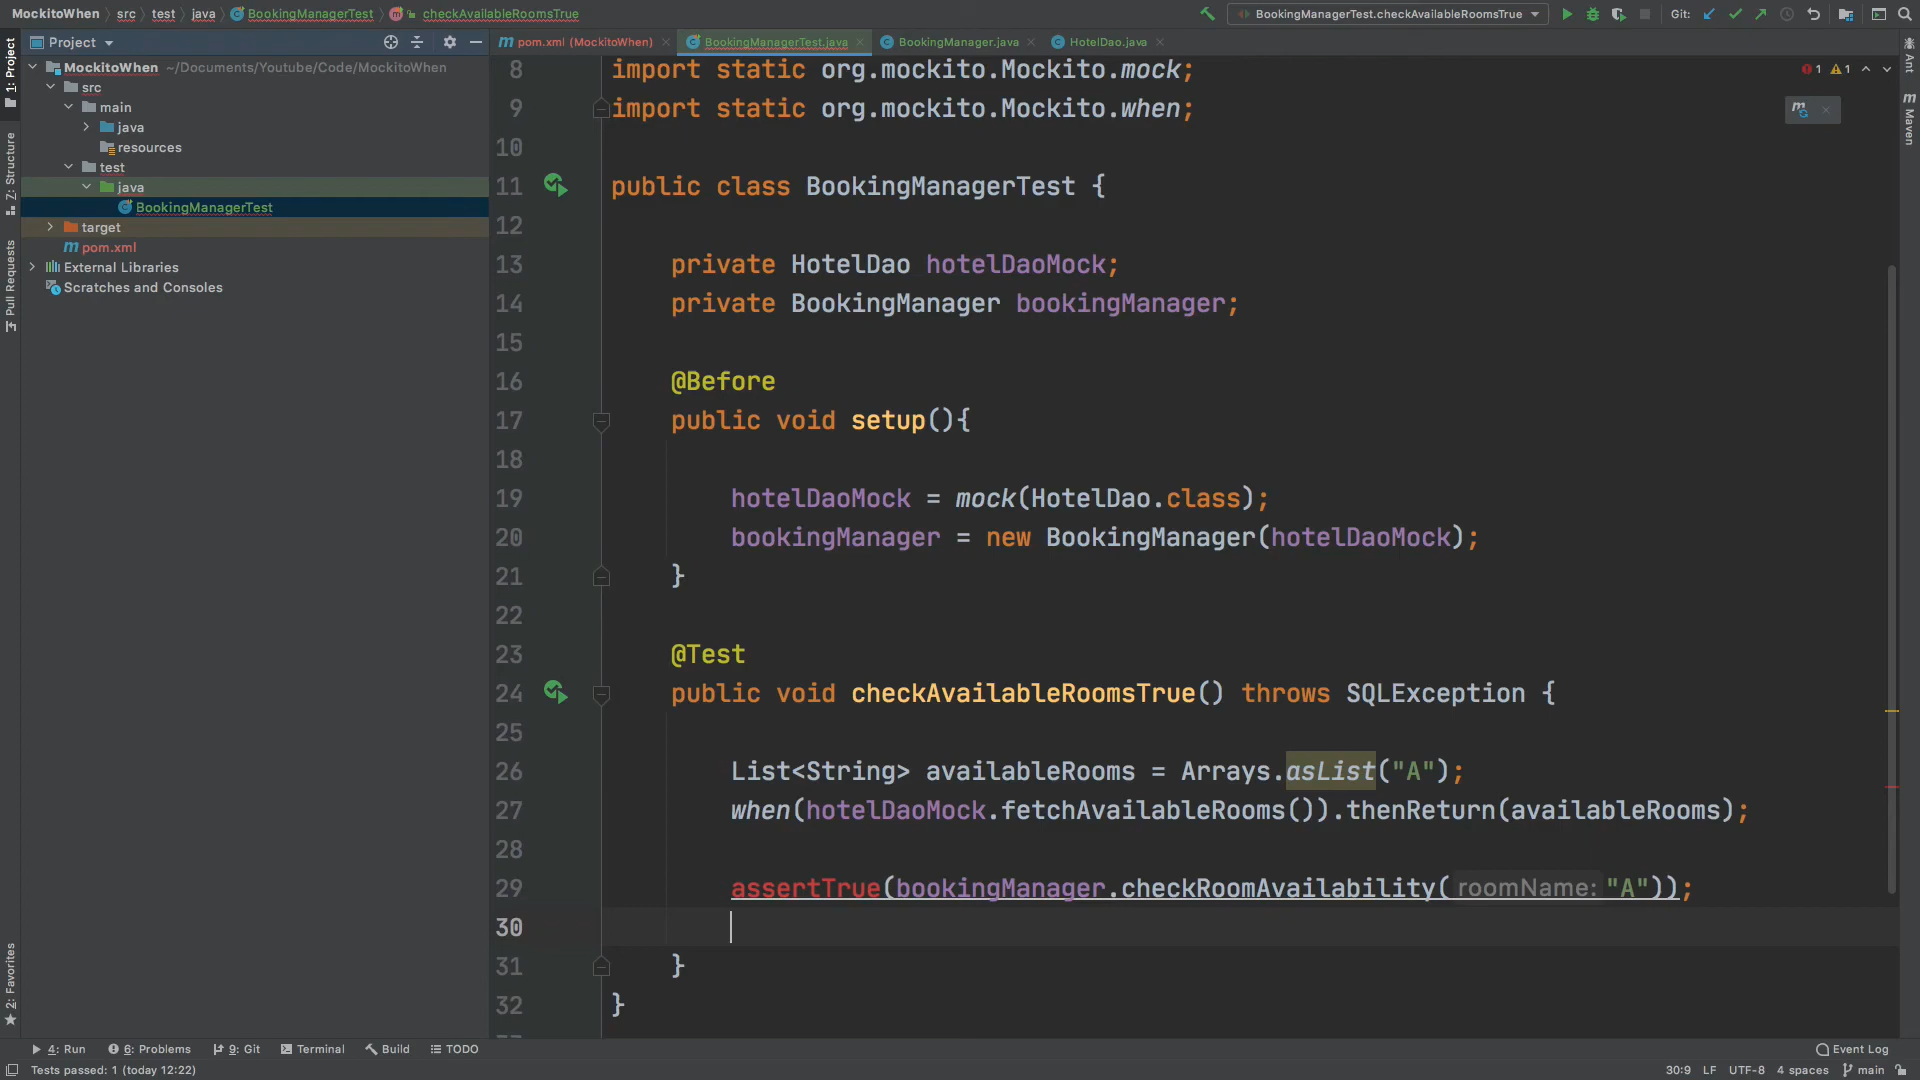 MockitoWhen src test java BookingManagerTest checkAvailableRoomsTrue BookingManagerTest.checkAvailableRoomsTrue Git:
Project
pom.xml (MockitoWhen) BookingManagerTest.java BookingManager.java HotelDao.java
MockitoWhen ~/Documents/Youtube/Code/MockitoWhen
src
main
java
resources
test
java
BookingManagerTest
target
pom.xml
External Libraries
Scratches and Consoles
1: Project
Z: Structure
Pull Requests
2: Favorites
8 import static org.mockito.Mockito.mock;
9 import static org.mockito.Mockito.when;
10
11 public class BookingManagerTest {
12
13 private HotelDao hotelDaoMock;
14 private BookingManager bookingManager;
15
16 @Before
17 public void setup(){
18
19 hotelDaoMock = mock(HotelDao.class);
20 bookingManager = new BookingManager(hotelDaoMock);
21 }
22
23 @Test
24 public void checkAvailableRoomsTrue() throws SQLException {
25
26 List<String> availableRooms = Arrays.asList("A");
27 when(hotelDaoMock.fetchAvailableRooms()).thenReturn(availableRooms);
28
29 assertTrue(bookingManager.checkRoomAvailability( roomName: "A"));
30
31 }
32 }
1 1
m
Ant
m Maven
4: Run 6: Problems 9: Git Terminal Build TODO Event Log
Tests passed: 1 (today 12:22) 30:9 LF UTF-8 4 spaces main